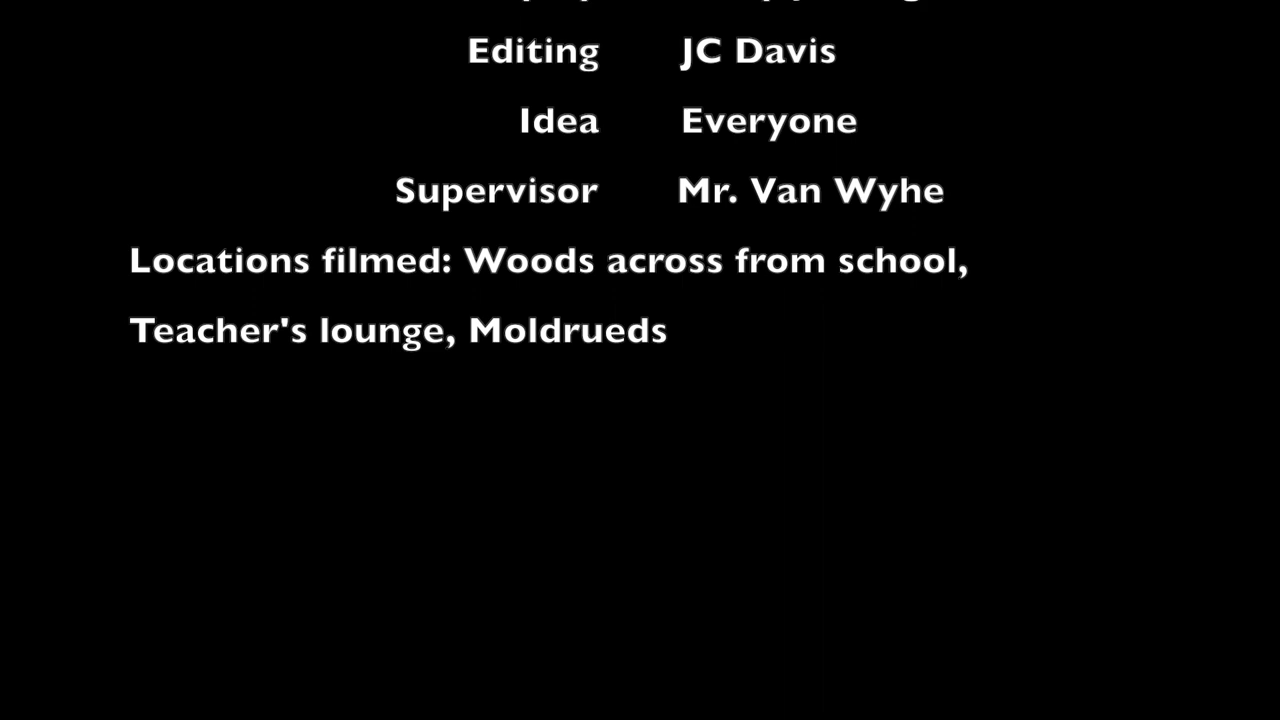 Editing JC Davis
Idea Everyone
Supervisor Mr. Van Wyhe
Locations filmed: Woods across from school,
Teacher's lounge, Moldrueds